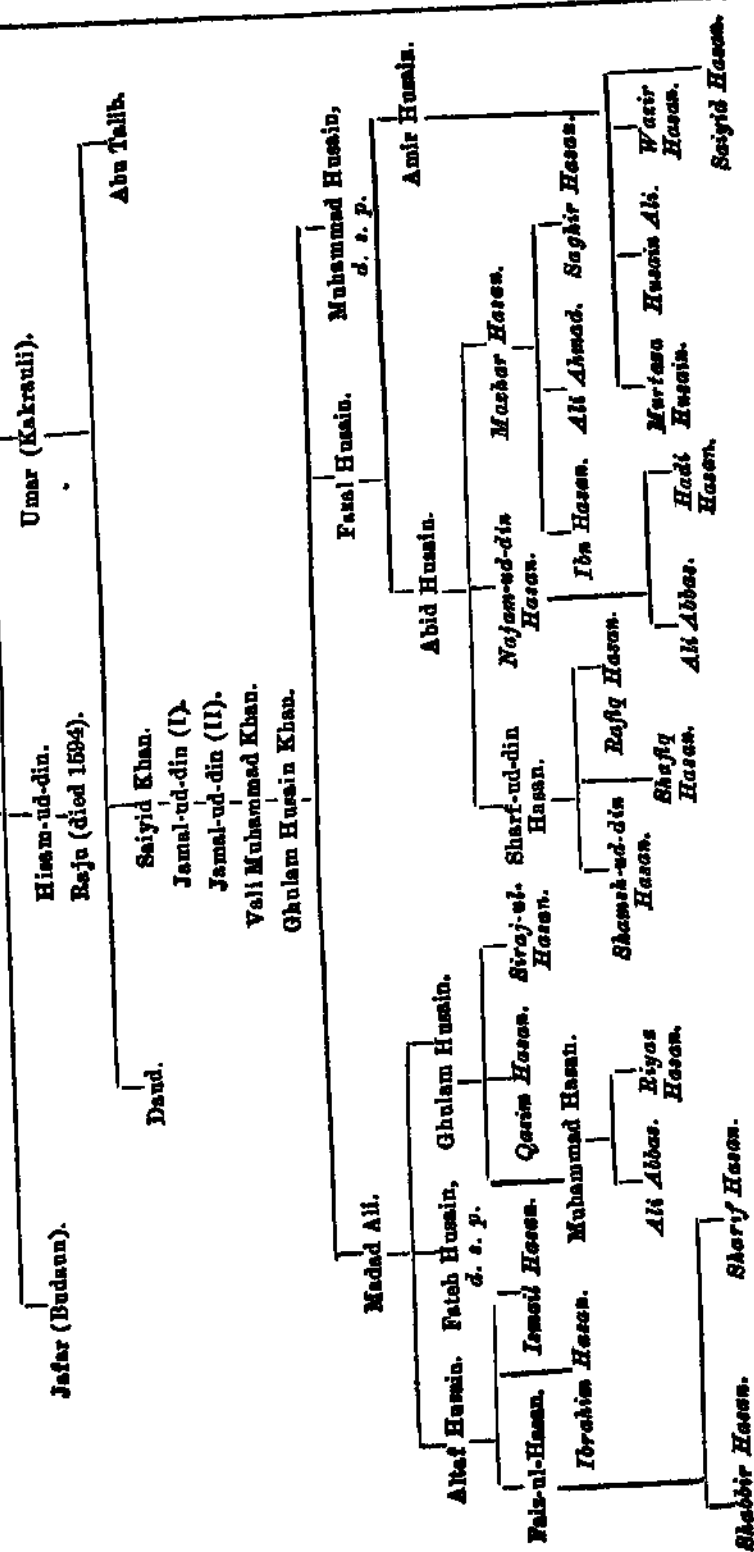 Jafar (Budaun).
Hisam-ud-din.
Umar (Kakrauli).
Raju (died 1594).
Daud.
Saiyid Khan.
Abu Talib.
Jamal-ud-din (I).
Jamal-ud-din (II).
Vali Muhammad Khan.
Ghulam Husain Khan.
Madad Ali.
Fazal Husain.
Muhammad Husain,
d. s. p.
Altaf Husain.
Fateh Husain,
d. s. p.
Ghulam Husain.
Abid Husain.
Amir Husain.
Faiz-ul-Hasan.
Ibrahim Hasan.
Ismail Hasan.
Muhammad Hasan.
Qasim Hasan.
Siraj-ul-
Hasan.
Sharf-ud-din
Hasan.
Najam-ud-din
Hasan.
Mazhar Hasan.
Ali Abbas.
Riyaz
Hasan.
Shamsh-ud-din
Hasan.
Shafiq
Hasan.
Rafiq Hasan.
Ibn Hasan.
Ali Ahmad.
Saghir Hasan.
Ali Abbas.
Hadi
Hasan.
Murtaza
Husain.
Husain Ali.
Wazir
Hasan.
Saiyid Hasan.
Shabbir Hasan.
Sharif Hasan.